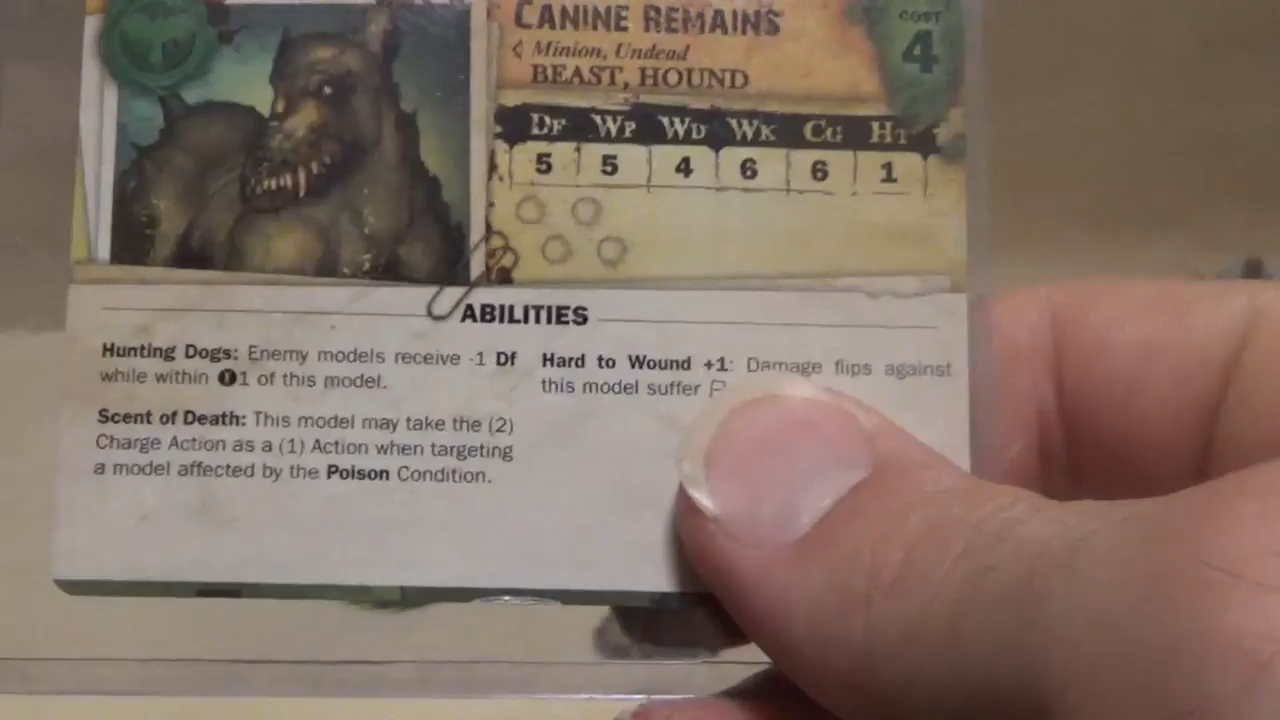 CANINE REMAINS
COST
4
Minion, Undead
BEAST, HOUND
DF WP WD WK CG HT
5 5 4 6 6 1
ABILITIES
Hunting Dogs: Enemy models receive -1 Df
while within 1 of this model.
Scent of Death: This model may take the (2)
Charge Action as a (1) Action when targeting
a model affected by the Poison Condition.
Hard to Wound +1: Damage flips against
this model suffer